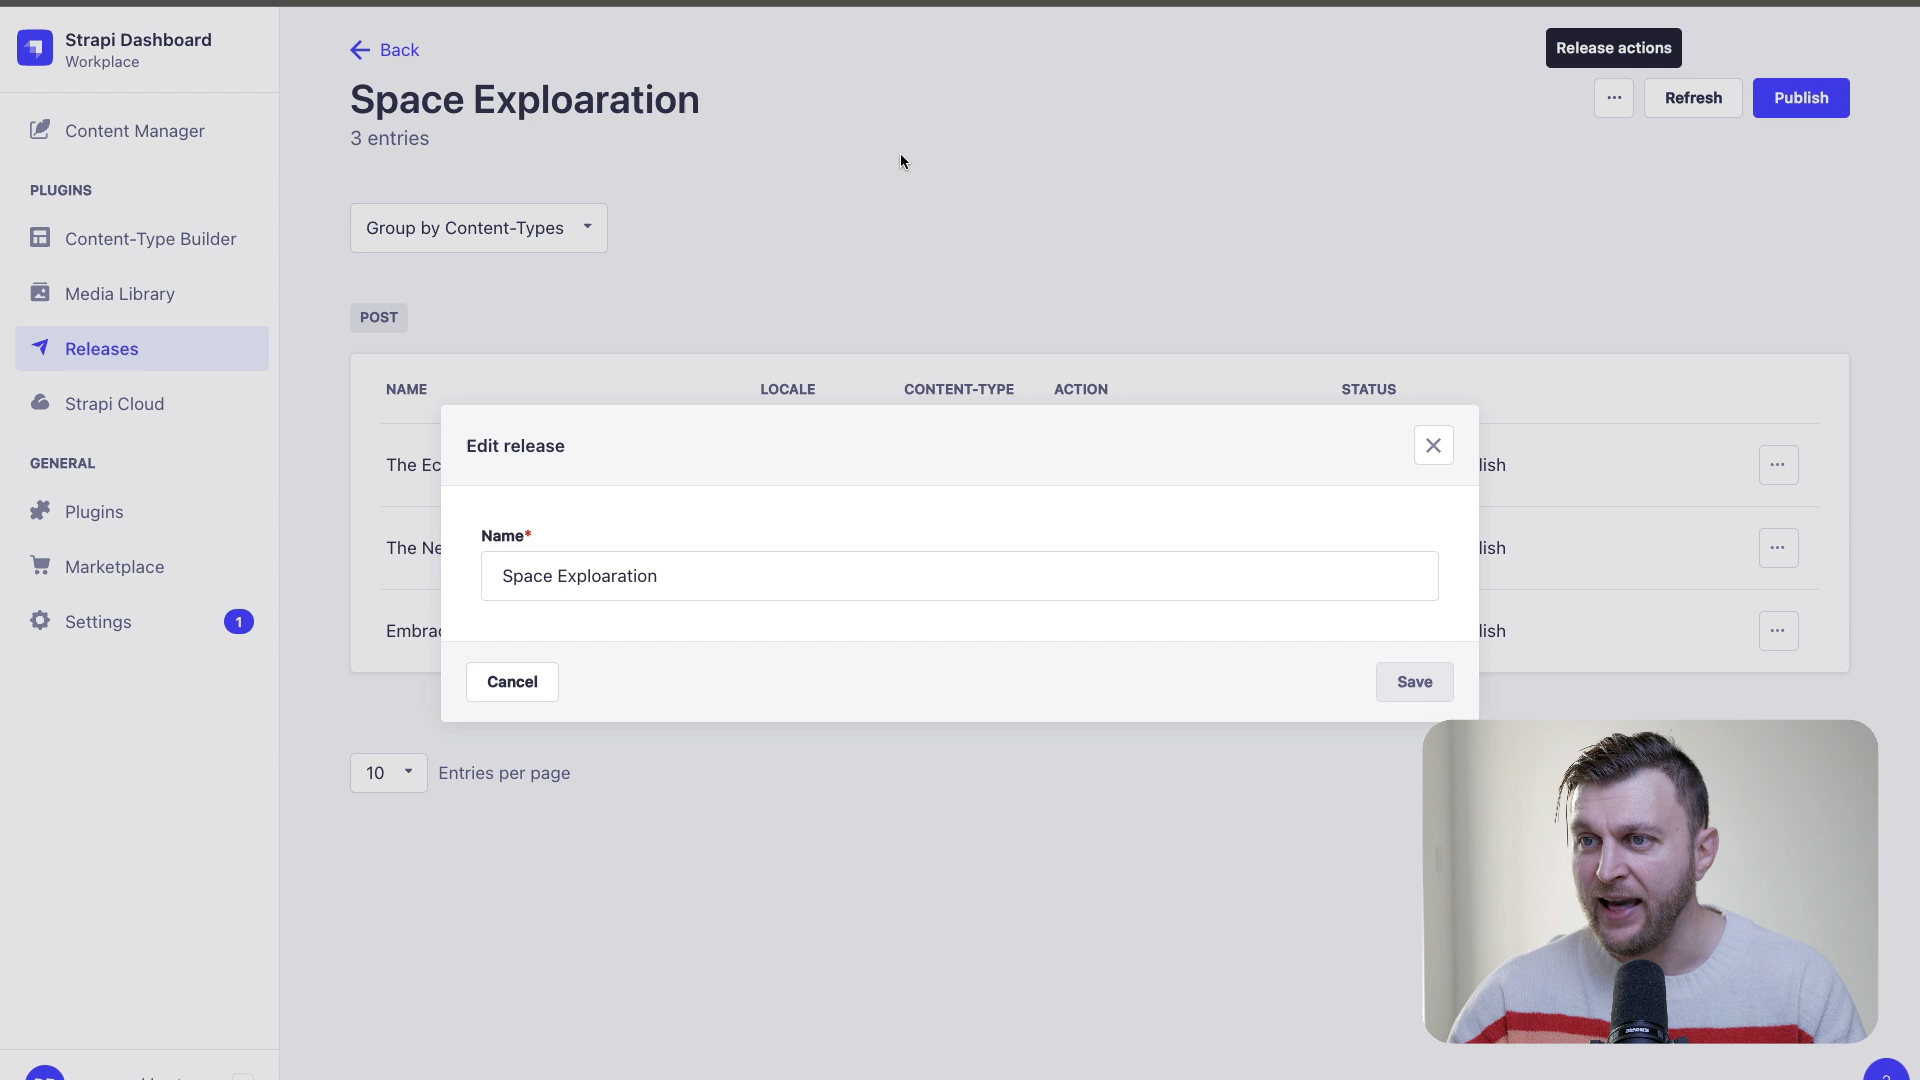 Strapi Dashboard
Workplace
Content Manager
PLUGINS
Content-Type Builder
Media Library
Releases
Strapi Cloud
GENERAL
Plugins
Marketplace
Settings
1
Back
Release actions
Space Exploaration
Refresh
Publish
3 entries
Group by Content-Types
POST
NAME LOCALE CONTENT-TYPE ACTION STATUS
Edit release
The Ec
lish
Name*
The Ne
lish
Space Exploaration
Embrac
lish
Cancel
Save
10 Entries per page